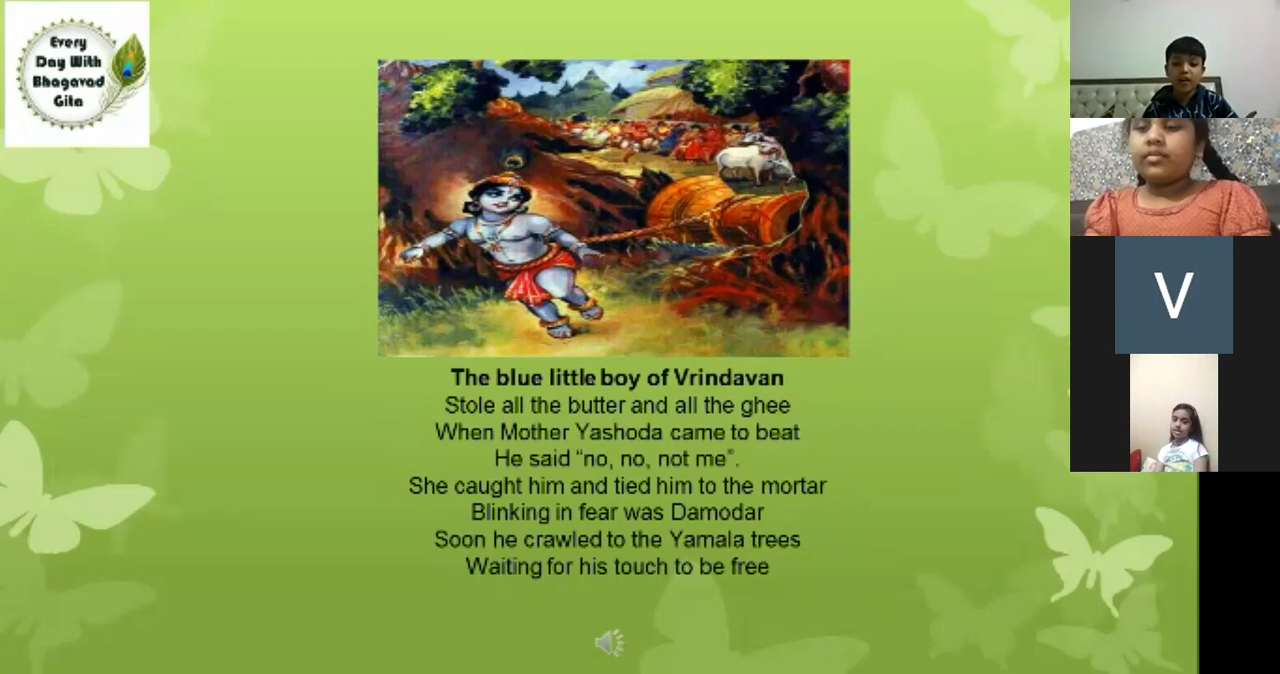 Every
Day With
Bhagavad
Gita
V
The blue little boy of Vrindavan
Stole all the butter and all the ghee
When Mother Yashoda came to beat
He said “no, no, not me”.
She caught him and tied him to the mortar
Blinking in fear was Damodar
Soon he crawled to the Yamala trees
Waiting for his touch to be free